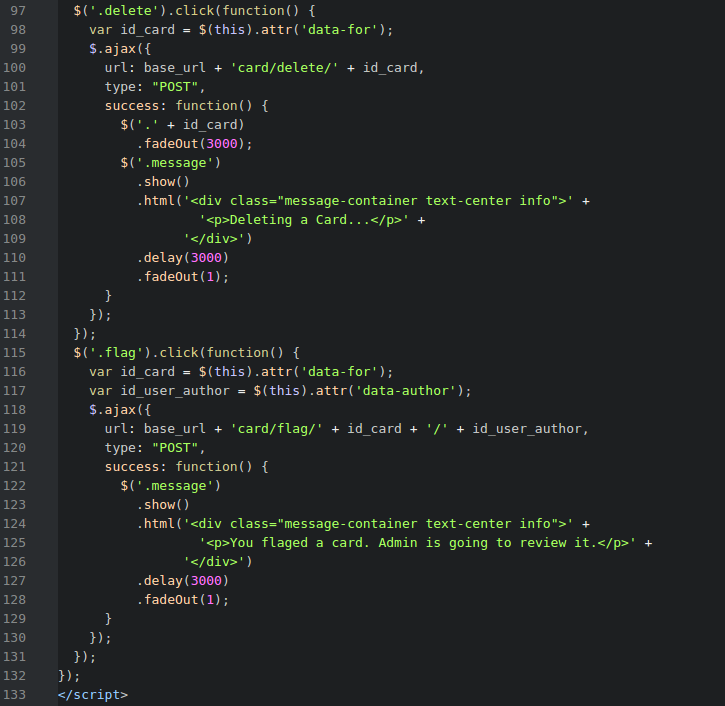 97 $('.delete').click(function() {
98 var id_card = $(this).attr('data-for');
99 $.ajax({
100 url: base_url + 'card/delete/' + id_card,
101 type: "POST",
102 success: function() {
103 $('.' + id_card)
104 .fadeOut(3000);
105 $('.message')
106 .show()
107 .html('<div class="message-container text-center info">' +
108 '<p>Deleting a Card...</p>' +
109 '</div>')
110 .delay(3000)
111 .fadeOut(1);
112 }
113 });
114 });
115 $('.flag').click(function() {
116 var id_card = $(this).attr('data-for');
117 var id_user_author = $(this).attr('data-author');
118 $.ajax({
119 url: base_url + 'card/flag/' + id_card + '/' + id_user_author,
120 type: "POST",
121 success: function() {
122 $('.message')
123 .show()
124 .html('<div class="message-container text-center info">' +
125 '<p>You flaged a card. Admin is going to review it.</p>' +
126 '</div>')
127 .delay(3000)
128 .fadeOut(1);
129 }
130 });
131 });
132 });
133 </script>